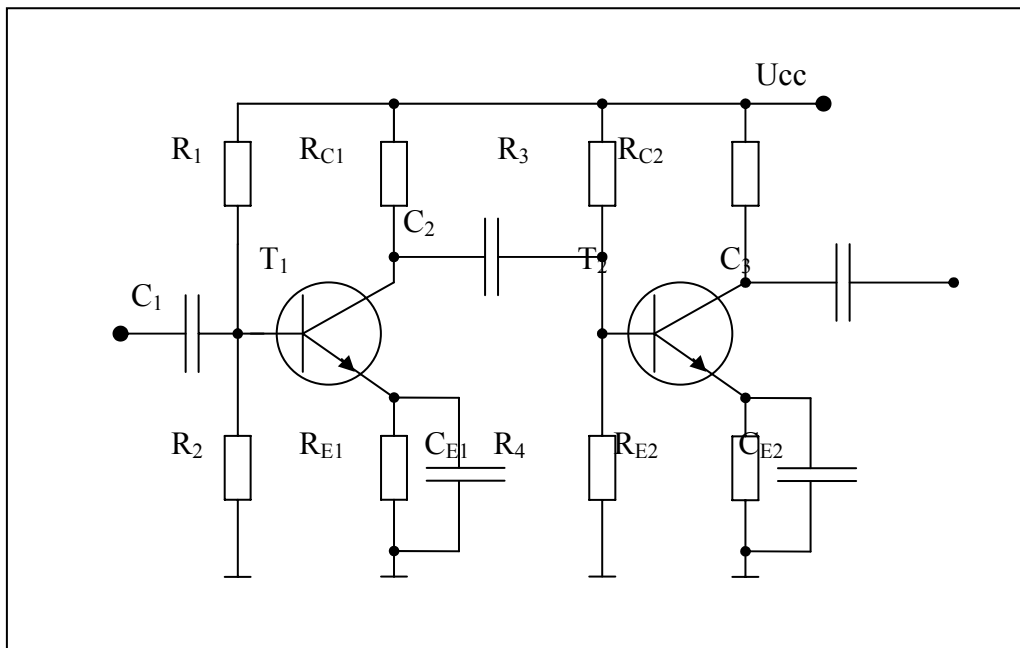 Ucc
R1 RC1 R3 RC2
C2
T1 T2 C3
C1
R2 RE1 CE1 R4 RE2 CE2